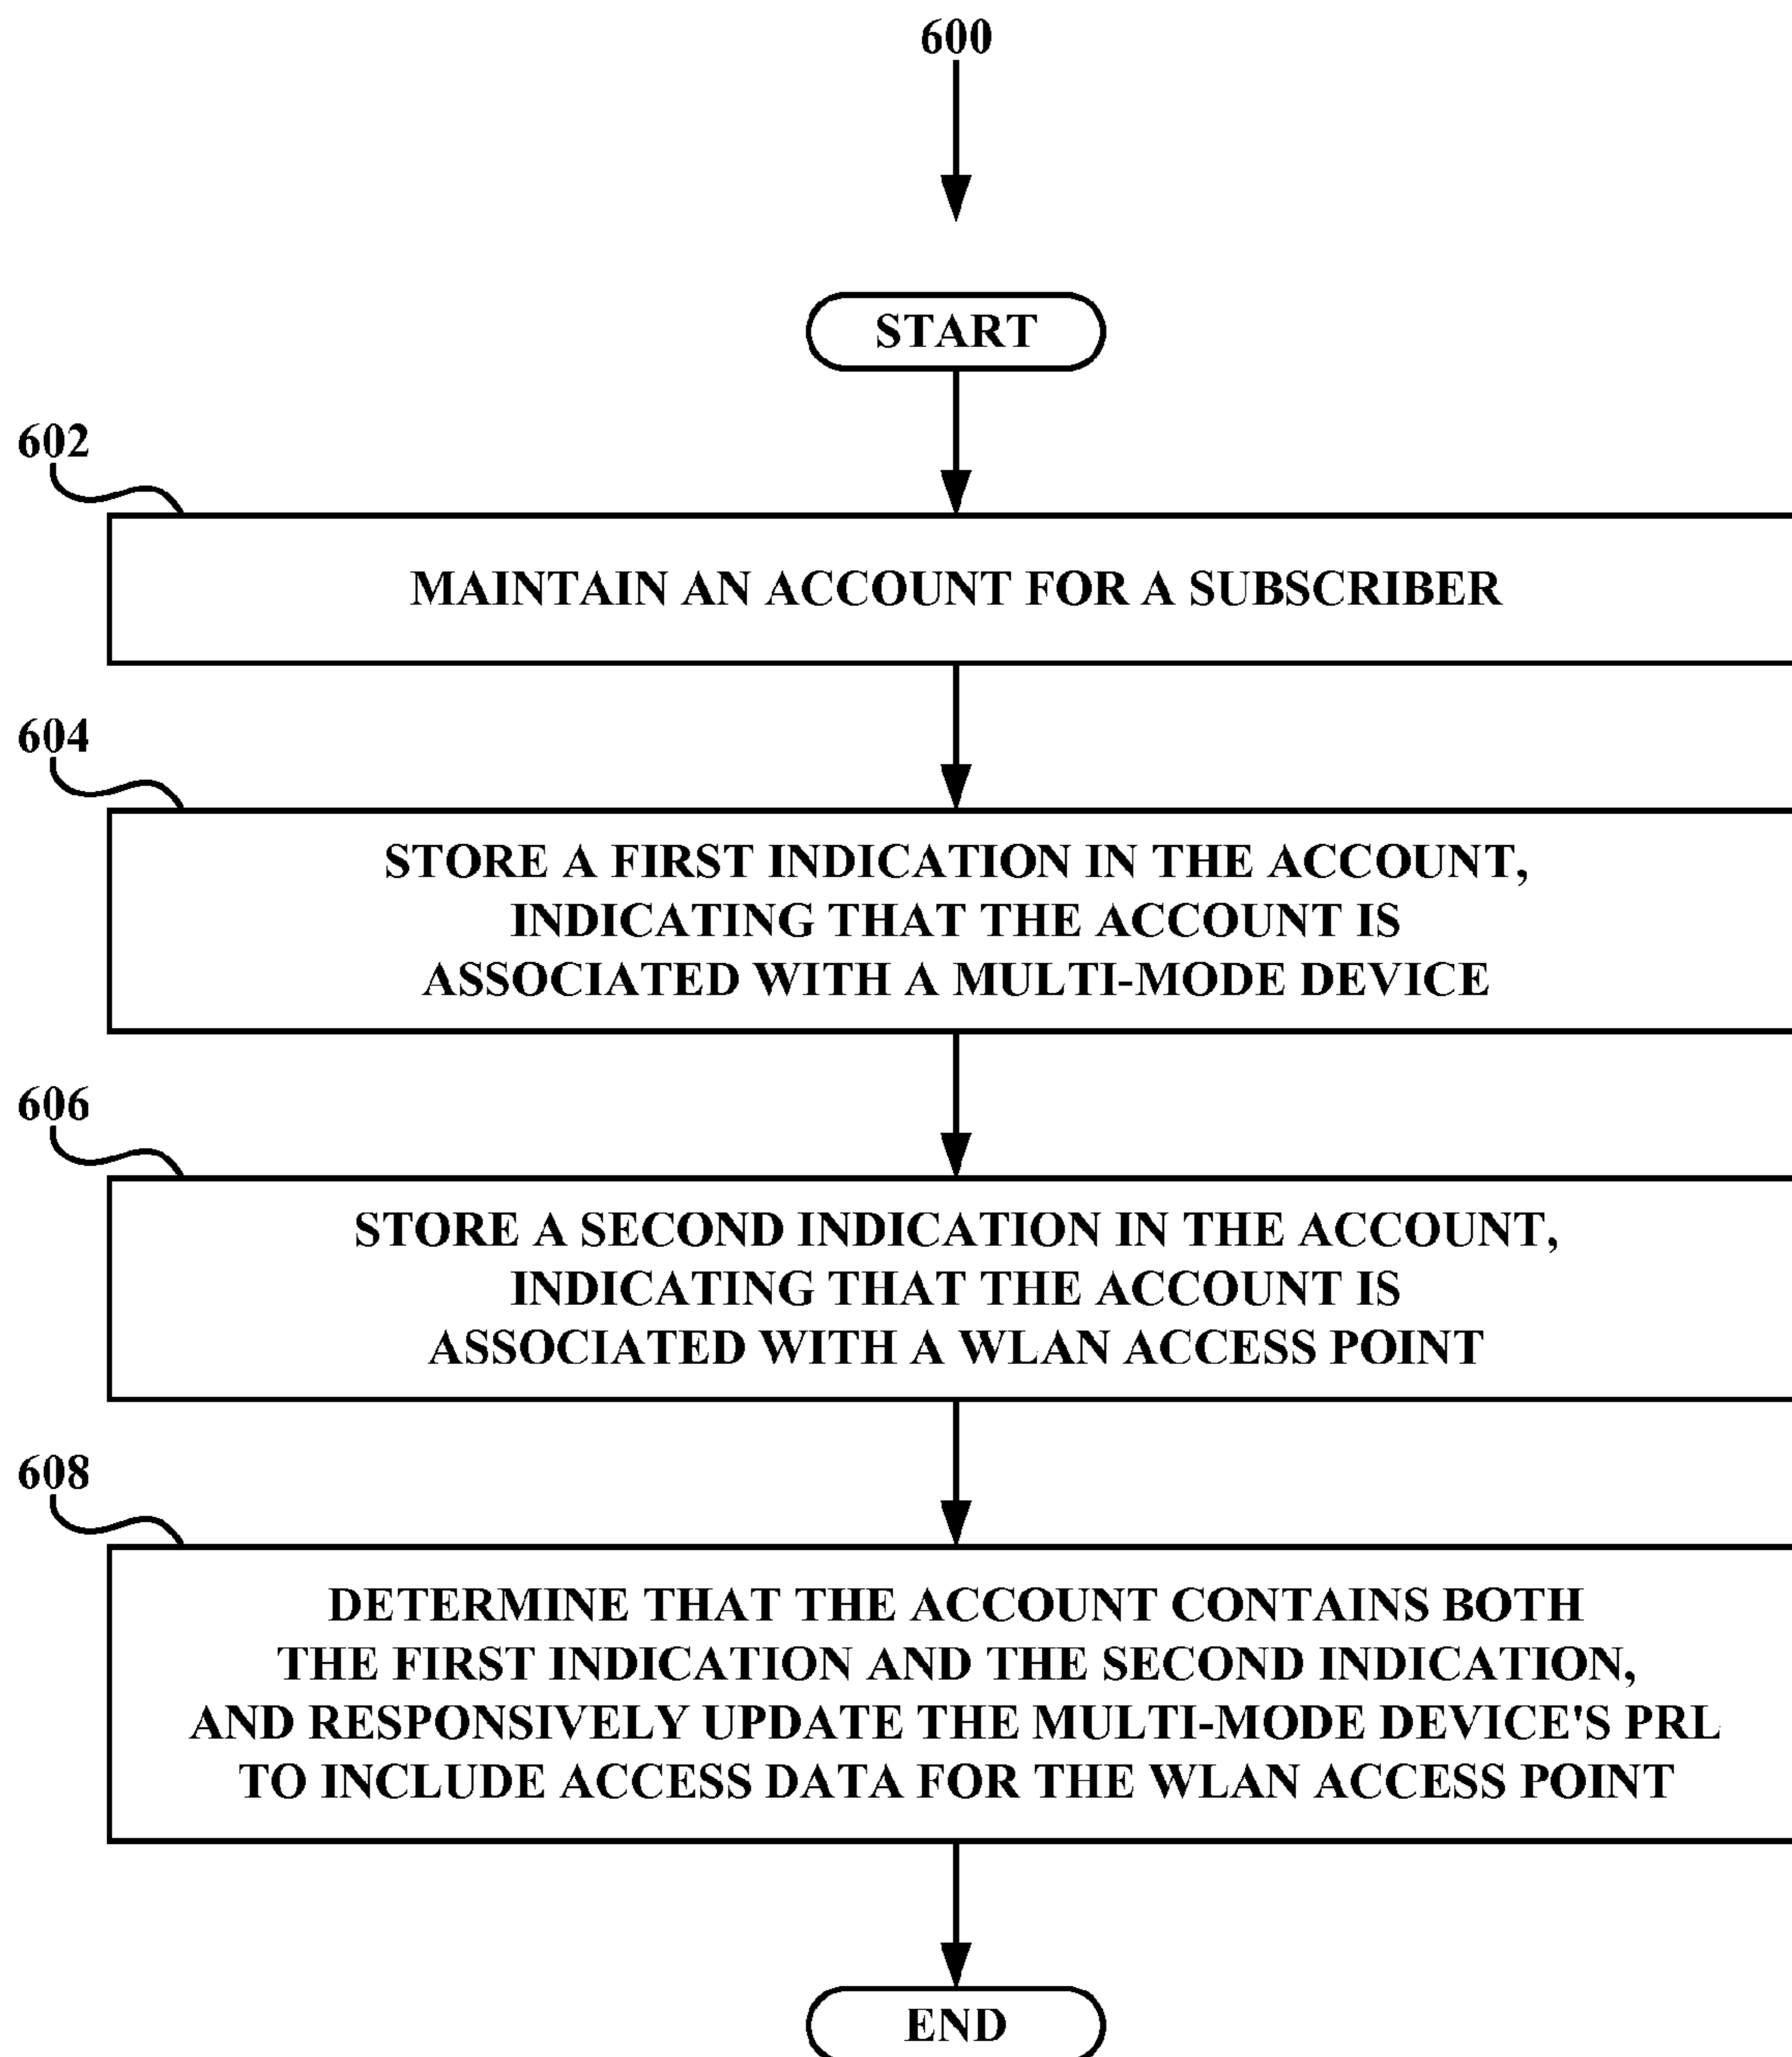 600
START
602
MAINTAIN AN ACCOUNT FOR A SUBSCRIBER
604
STORE A FIRST INDICATION IN THE ACCOUNT,
INDICATING THAT THE ACCOUNT IS
ASSOCIATED WITH A MULTI-MODE DEVICE
606
STORE A SECOND INDICATION IN THE ACCOUNT,
INDICATING THAT THE ACCOUNT IS
ASSOCIATED WITH A WLAN ACCESS POINT
608
DETERMINE THAT THE ACCOUNT CONTAINS BOTH
THE FIRST INDICATION AND THE SECOND INDICATION,
AND RESPONSIVELY UPDATE THE MULTI-MODE DEVICE'S PRL
TO INCLUDE ACCESS DATA FOR THE WLAN ACCESS POINT
END